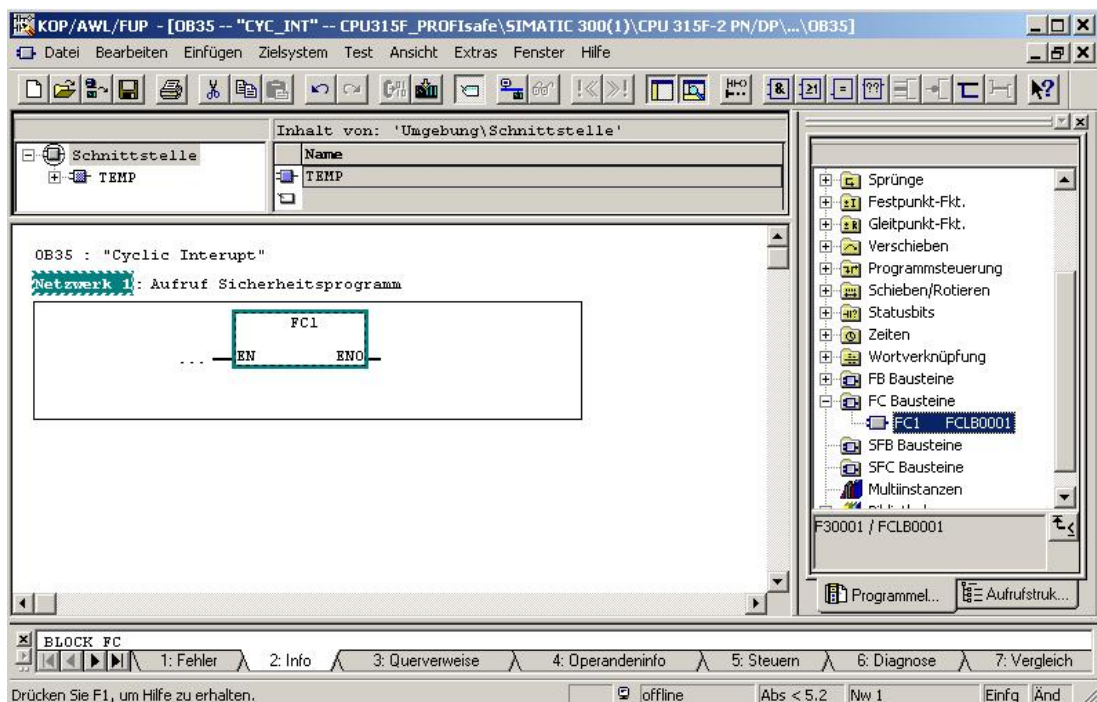 KOP/AWL/FUP - [OB35 -- "CYC_INT" -- CPU315F_PROFIsafe\SIMATIC 300(1)\CPU 315F-2 PN/DP\...\OB35]
Datei Bearbeiten Einfügen Zielsystem Test Ansicht Extras Fenster Hilfe
Inhalt von: 'Umgebung\Schnittstelle'
Schnittstelle
TEMP
Name
TEMP
OB35 : "Cyclic Interupt"
Netzwerk 1: Aufruf Sicherheitsprogramm
FC1
... EN ENO
Sprünge
Festpunkt-Fkt.
Gleitpunkt-Fkt.
Verschieben
Programmsteuerung
Schieben/Rotieren
Statusbits
Zeiten
Wortverknüpfung
FB Bausteine
FC Bausteine
FC1 FCLB0001
SFB Bausteine
SFC Bausteine
Multiinstanzen
F30001 / FCLB0001
Programmel... Aufrufstruk...
BLOCK FC
1: Fehler 2: Info 3: Querverweise 4: Operandeninfo 5: Steuern 6: Diagnose 7: Vergleich
Drücken Sie F1, um Hilfe zu erhalten. offline Abs < 5.2 Nw 1 Einfg Änd